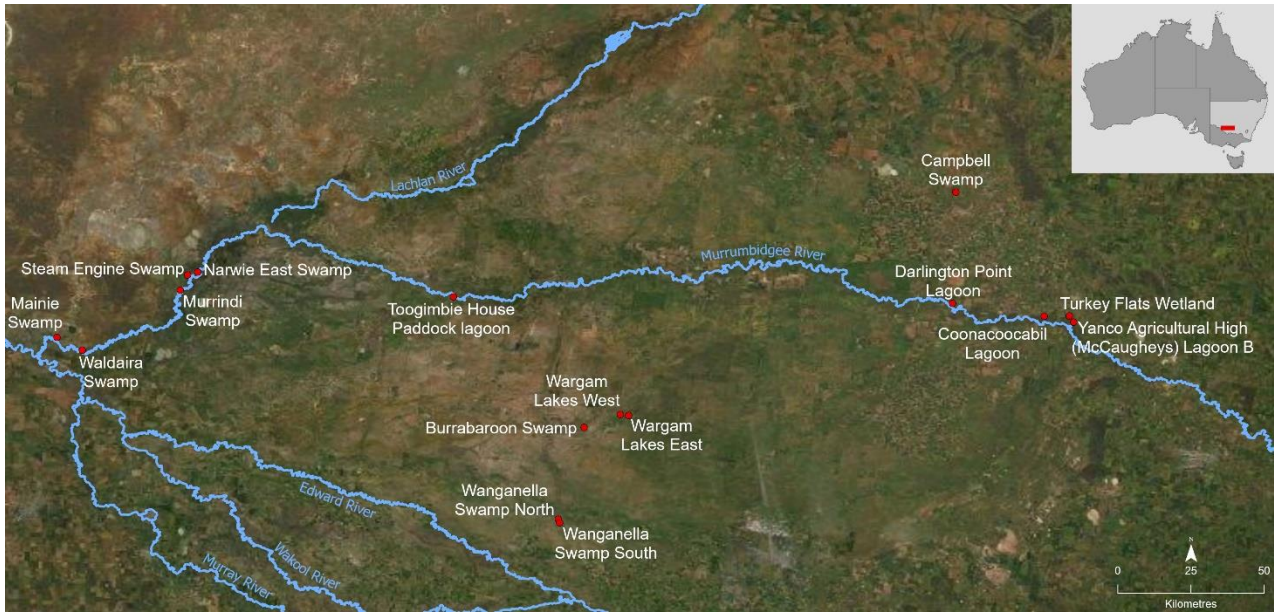 Lachlan River
Campbell
Swamp
Murrumbidgee River
Steam Engine Swamp
Narwie East Swamp
Murrindi
Swamp
Mainie
Swamp
Waldaira
Swamp
Toogimbie House
Paddock lagoon
Darlington Point
Lagoon
Coonacoocabil
Lagoon
Turkey Flats Wetland
Yanco Agricultural High
(McCaugheys) Lagoon B
Wargam
Lakes West
Wargam
Lakes East
Burrabaroon Swamp
Wanganella
Swamp North
Wanganella
Swamp South
Edward River
Wakool River
Murray River
N
0 25 50
Kilometres